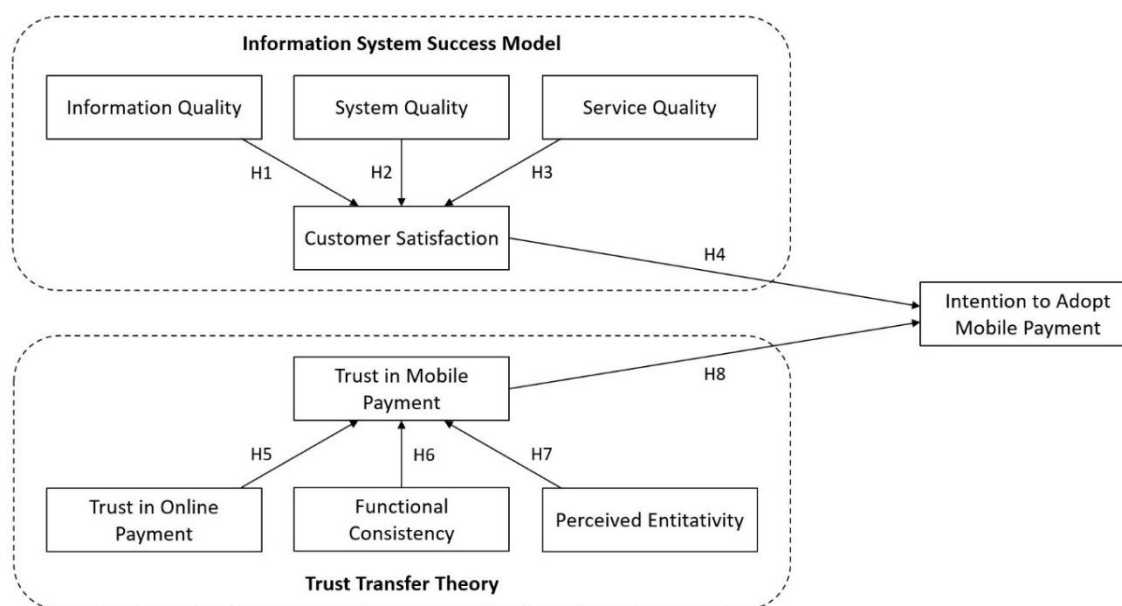 Information System Success Model
Information Quality
System Quality
Service Quality
H1
H2
H3
Customer Satisfaction
H4
Intention to Adopt
Mobile Payment
Trust in Mobile
Payment
H8
H5
H6
H7
Trust in Online
Payment
Functional
Consistency
Perceived Entitativity
Trust Transfer Theory